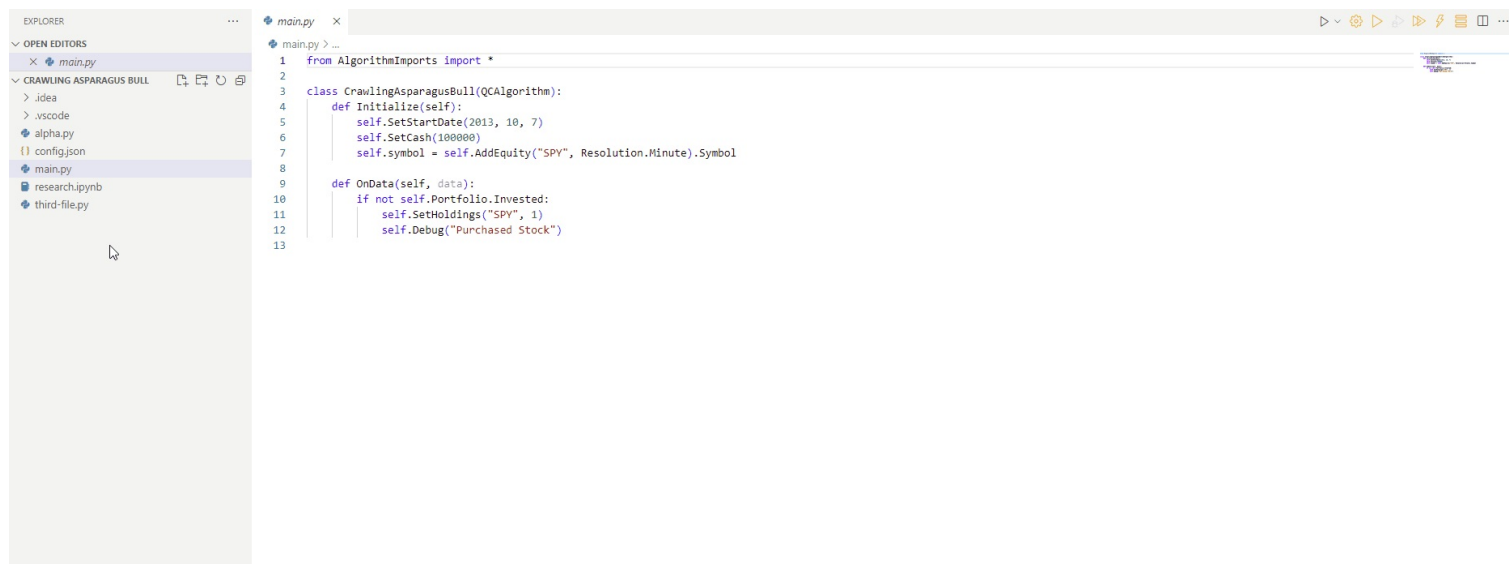 EXPLORER
OPEN EDITORS
main.py
CRAWLING ASPARAGUS BULL
.idea
.vscode
alpha.py
config.json
main.py
research.ipynb
third-file.py
main.py
main.py > ...
1 from AlgorithmImports import *
2
3 class CrawlingAsparagusBull(QCAlgorithm):
4     def Initialize(self):
5         self.SetStartDate(2013, 10, 7)
6         self.SetCash(100000)
7         self.symbol = self.AddEquity("SPY", Resolution.Minute).Symbol
8
9     def OnData(self, data):
10         if not self.Portfolio.Invested:
11             self.SetHoldings("SPY", 1)
12             self.Debug("Purchased Stock")
13